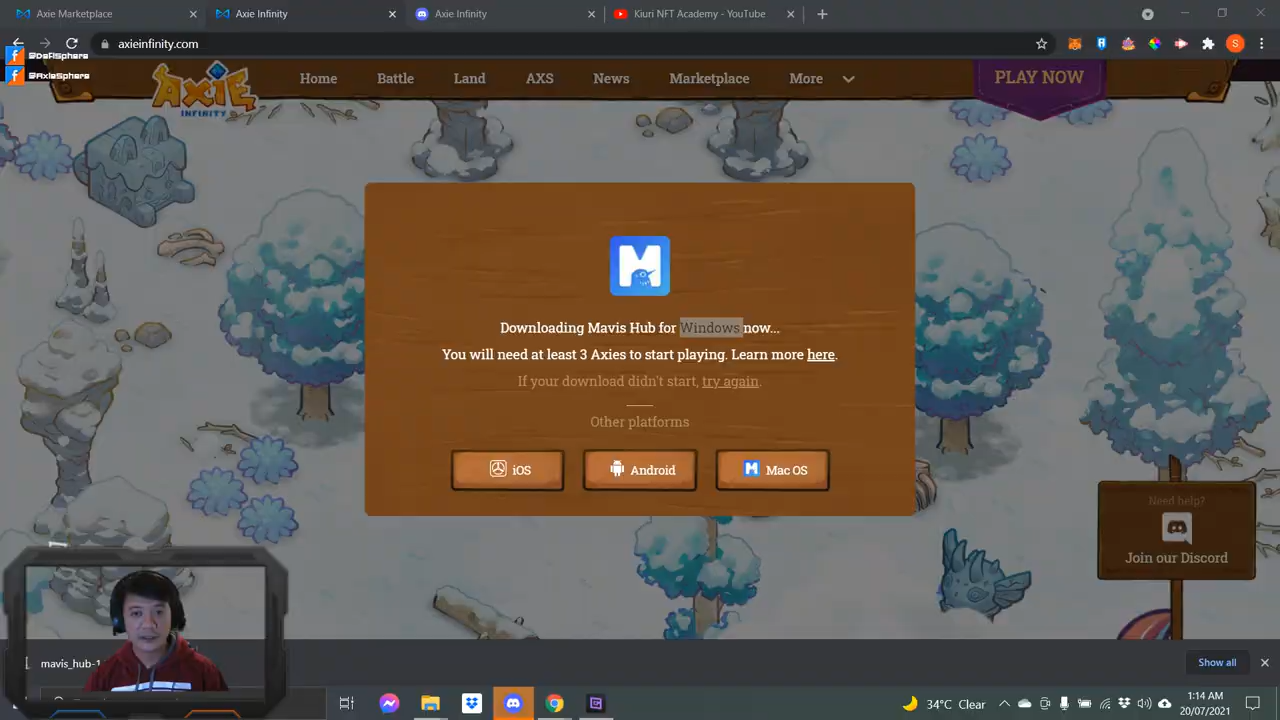 Axie Marketplace
Axie Infinity
Axie Infinity
Kiuri NFT Academy - YouTube
axieinfinity.com
S
@DeFiSphere
@AxieSphere
AXIE
INFINITY
Home
Battle
Land
AXS
News
Marketplace
More
PLAY NOW
M
Downloading Mavis Hub for Windows now...
You will need at least 3 Axies to start playing. Learn more here.
If your download didn't start, try again.
Other platforms
iOS
Android
Mac OS
Need help?
Join our Discord
mavis_hub-1
Show all
34°C Clear
1:14 AM
20/07/2021